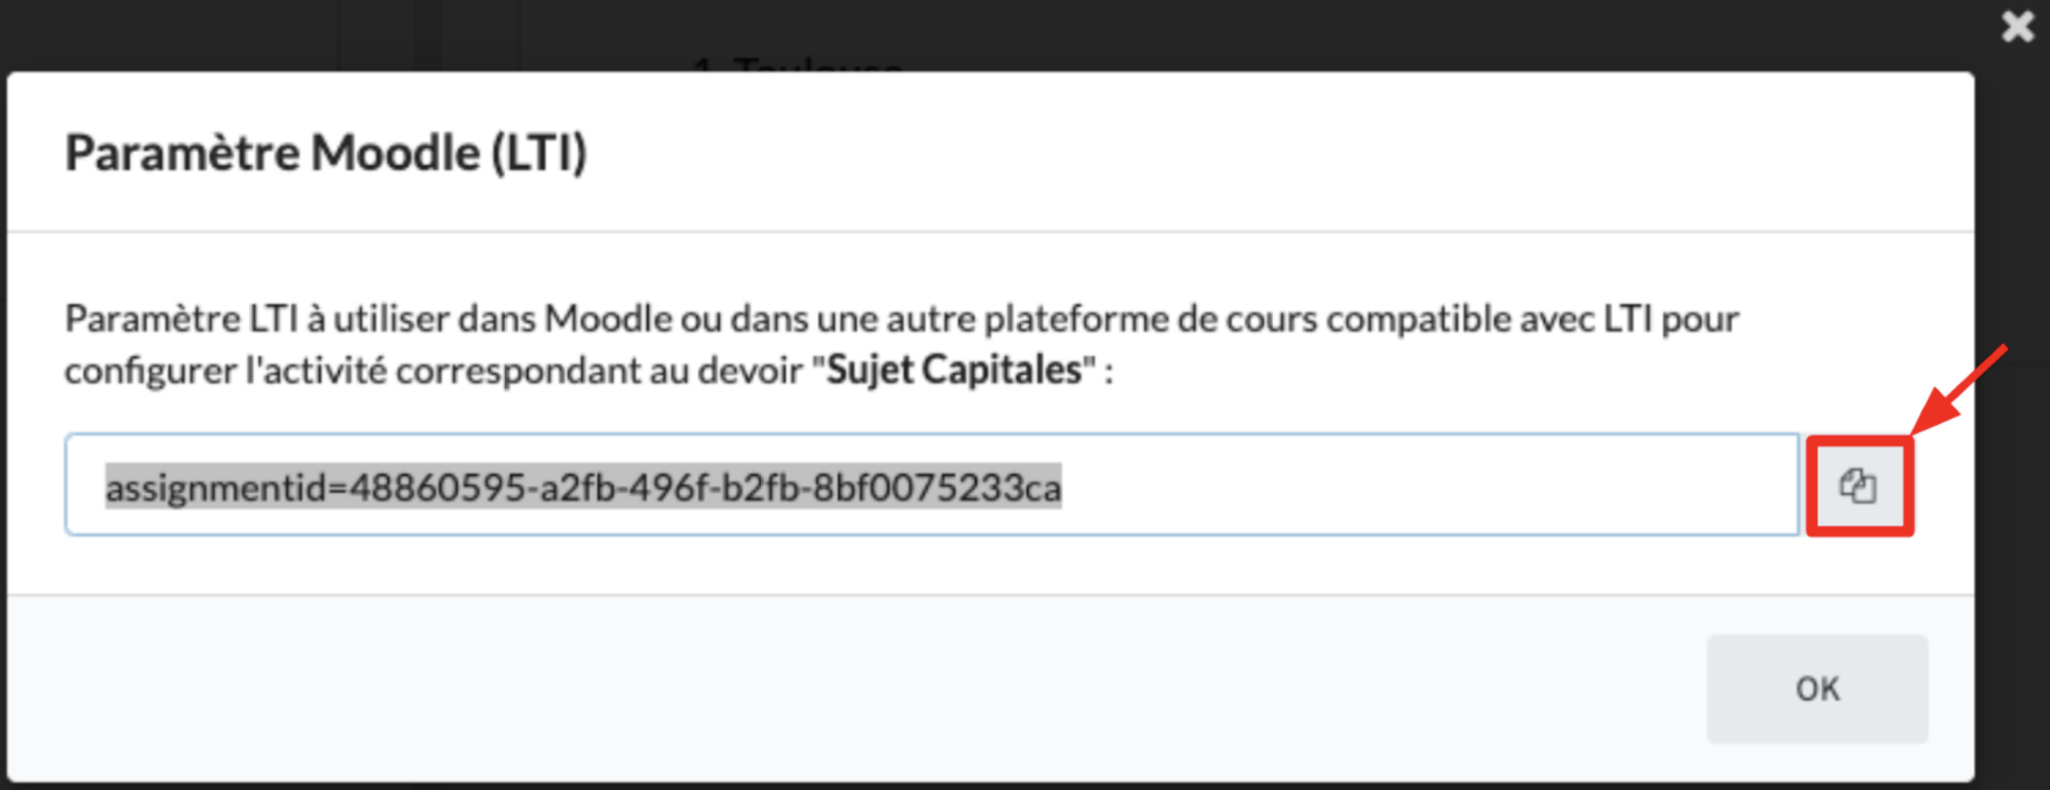 1. Toulouse
Paramètre Moodle (LTI)
Paramètre LTI à utiliser dans Moodle ou dans une autre plateforme de cours compatible avec LTI pour
configurer l'activité correspondant au devoir "Sujet Capitales" :
assignmentid=48860595-a2fb-496f-b2fb-8bf0075233ca
OK